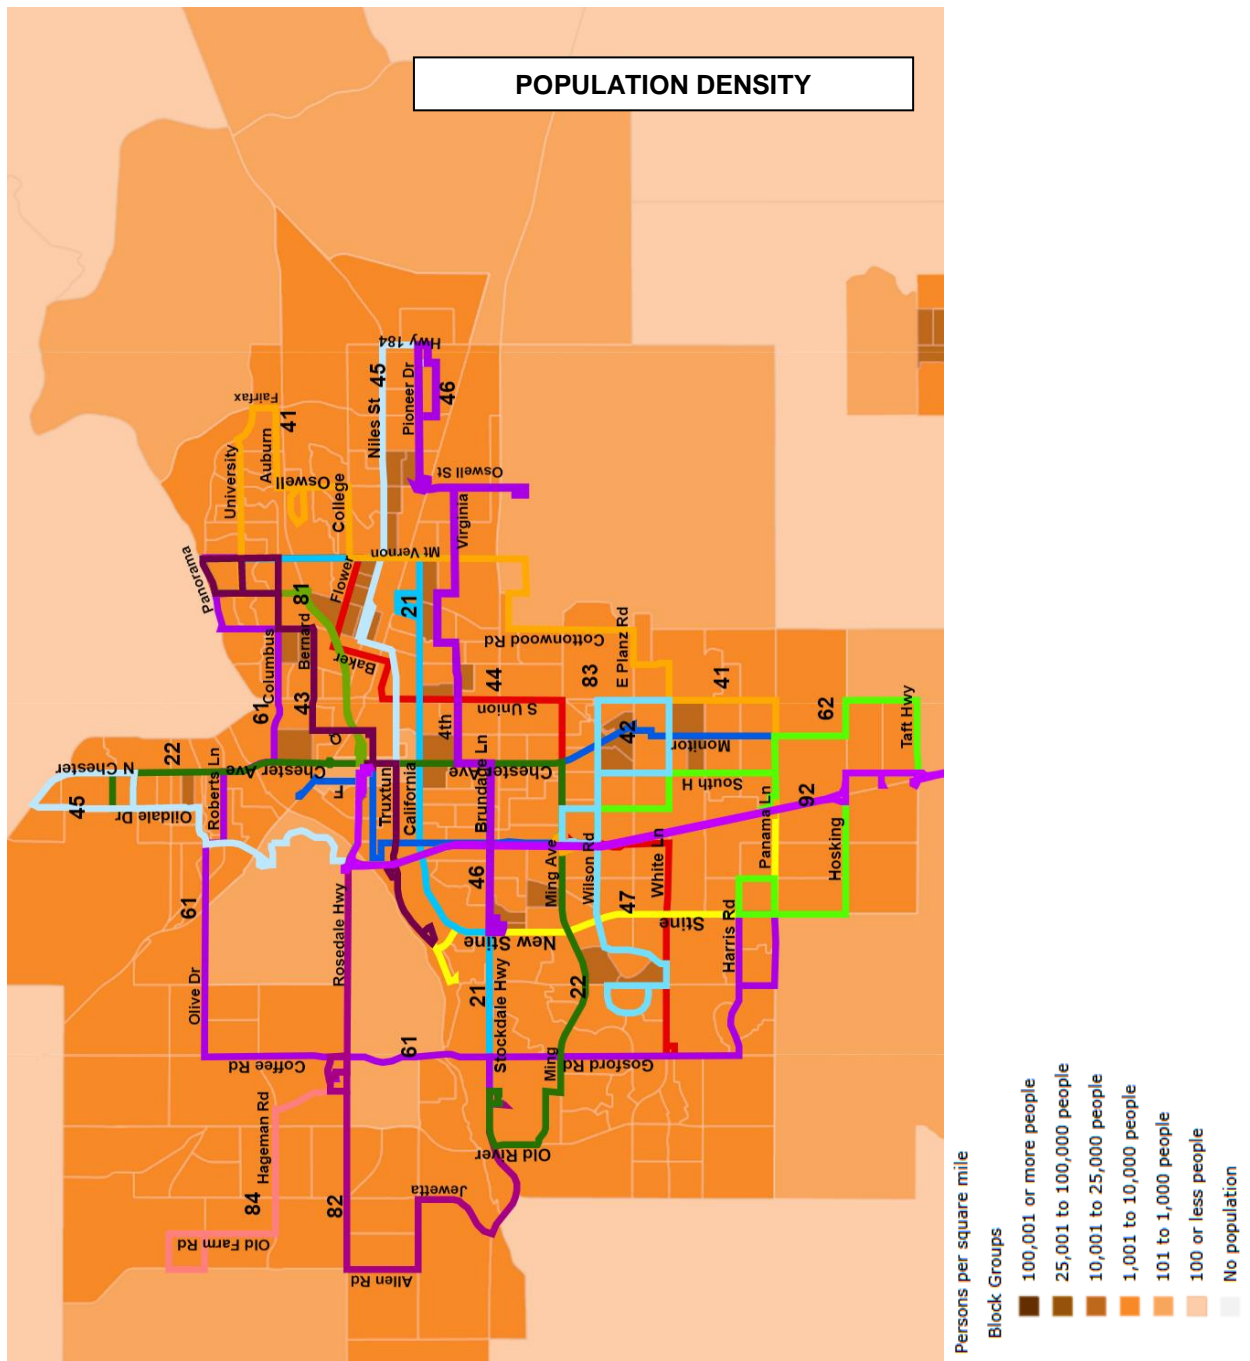 POPULATION DENSITY
Hwy 184
Fairfax
41
Niles St
45
Pioneer Dr
46
University
Auburn
Oswell
College
Oswell St
Virginia
Mt Vernon
Panorama
Flower
81
21
Columbus
Bernard
Baker
Cottonwood Rd
E Planz Rd
83
44
43
61
S Union
41
62
Taft Hwy
4th
42
Monitor
Q
22
N Chester
Chester Ave
Chester Ave
South H
Roberts Ln
F
45
Oildale Dr
Truxtun
California
Brundage Ln
92
Panama Ln
Hosking
Ming Ave
Wilson Rd
White Ln
46
47
61
Rosedale Hwy
New Stine
Stine
Harris Rd
Olive Dr
21
Stockdale Hwy
22
61
Coffee Rd
Ming
Gosford Rd
Hageman Rd
84
82
Old River
Jewetta
Old Farm Rd
Allen Rd
Persons per square mile
Block Groups
100,001 or more people
25,001 to 100,000 people
10,001 to 25,000 people
1,001 to 10,000 people
101 to 1,000 people
100 or less people
No population